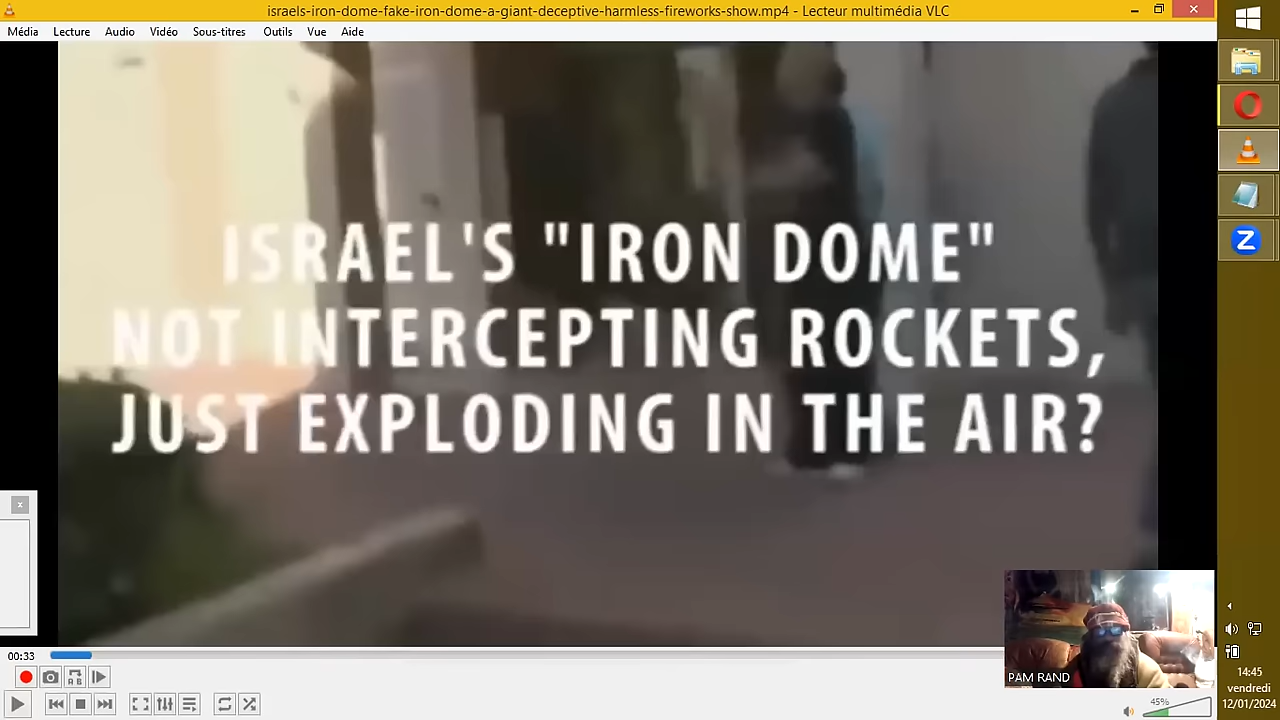 israels-iron-dome-fake-iron-dome-a-giant-deceptive-harmless-fireworks-show.mp4 - Lecteur multimédia VLC
Média Lecture Audio Vidéo Sous-titres Outils Vue Aide
ISRAEL'S "IRON DOME"
NOT INTERCEPTING ROCKETS,
JUST EXPLODING IN THE AIR?
PAM RAND
00:33
45%
14:45
vendredi
12/01/2024